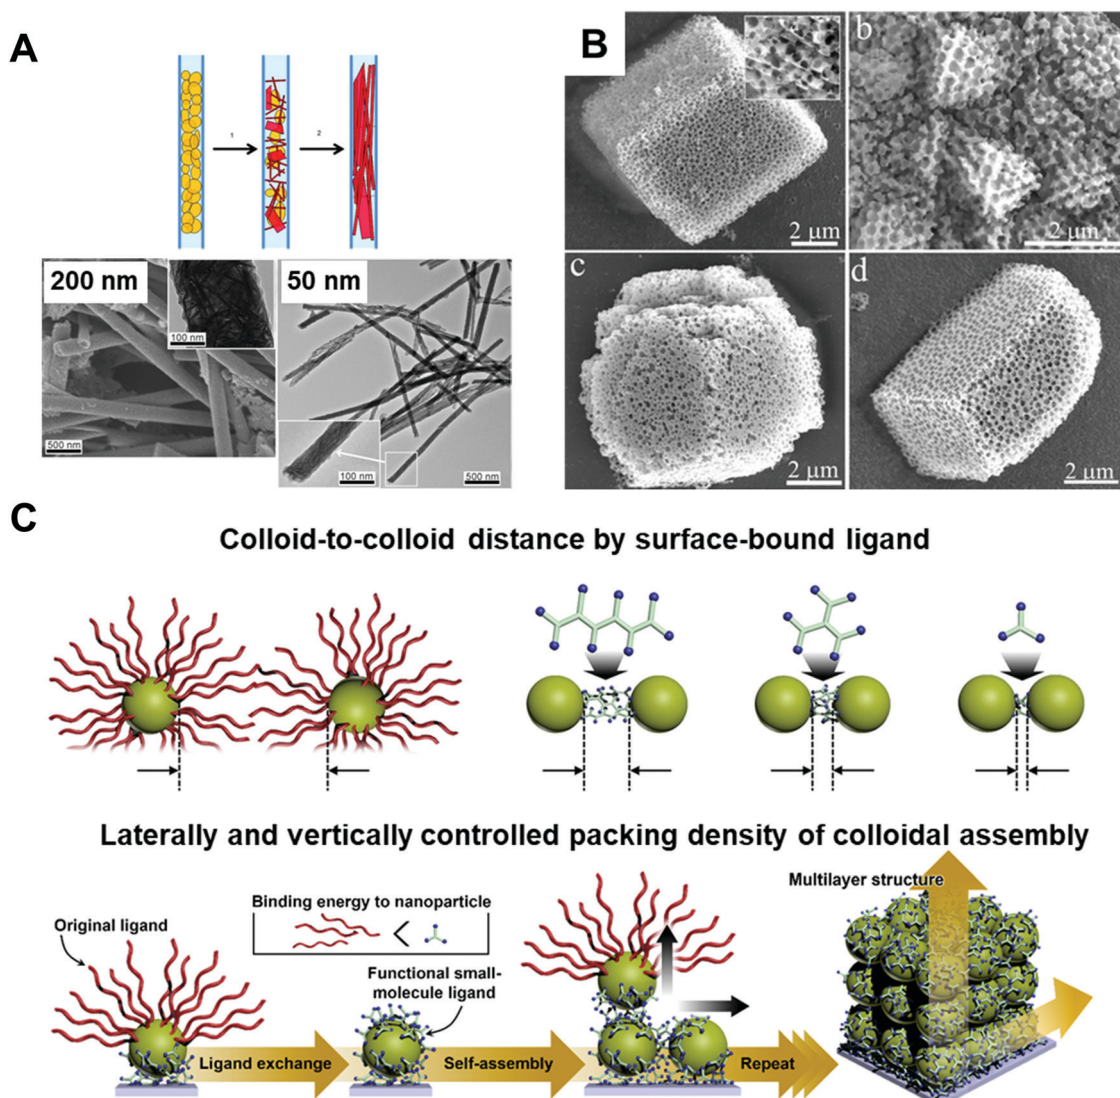 A
1
2
200 nm
100 nm
500 nm
50 nm
100 nm
500 nm
B
2 μm
b
2 μm
c
2 μm
d
2 μm
C
Colloid-to-colloid distance by surface-bound ligand
Laterally and vertically controlled packing density of colloidal assembly
Original ligand
Binding energy to nanoparticle
<
Functional small-
molecule ligand
Multilayer structure
Ligand exchange
Self-assembly
Repeat